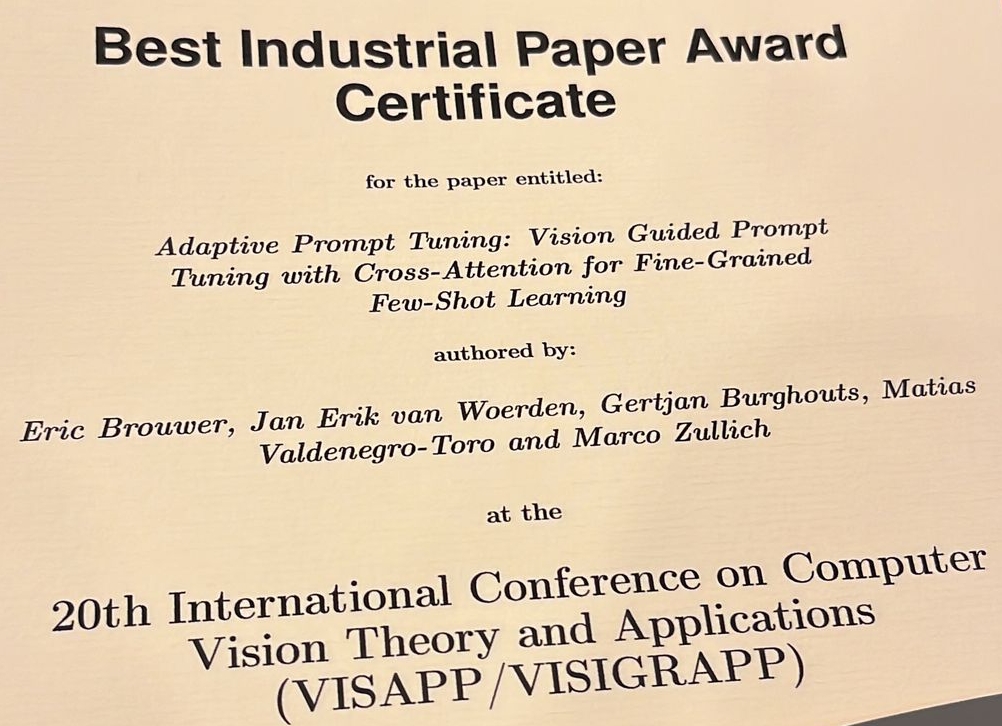 Best Industrial Paper Award
Certificate
for the paper entitled:
Adaptive Prompt Tuning: Vision Guided Prompt
Tuning with Cross-Attention for Fine-Grained
Few-Shot Learning
authored by:
Eric Brouwer, Jan Erik van Woerden, Gertjan Burghouts, Matias
Valdenegro-Toro and Marco Zullich
at the
20th International Conference on Computer
Vision Theory and Applications
(VISAPP/VISIGRAPP)